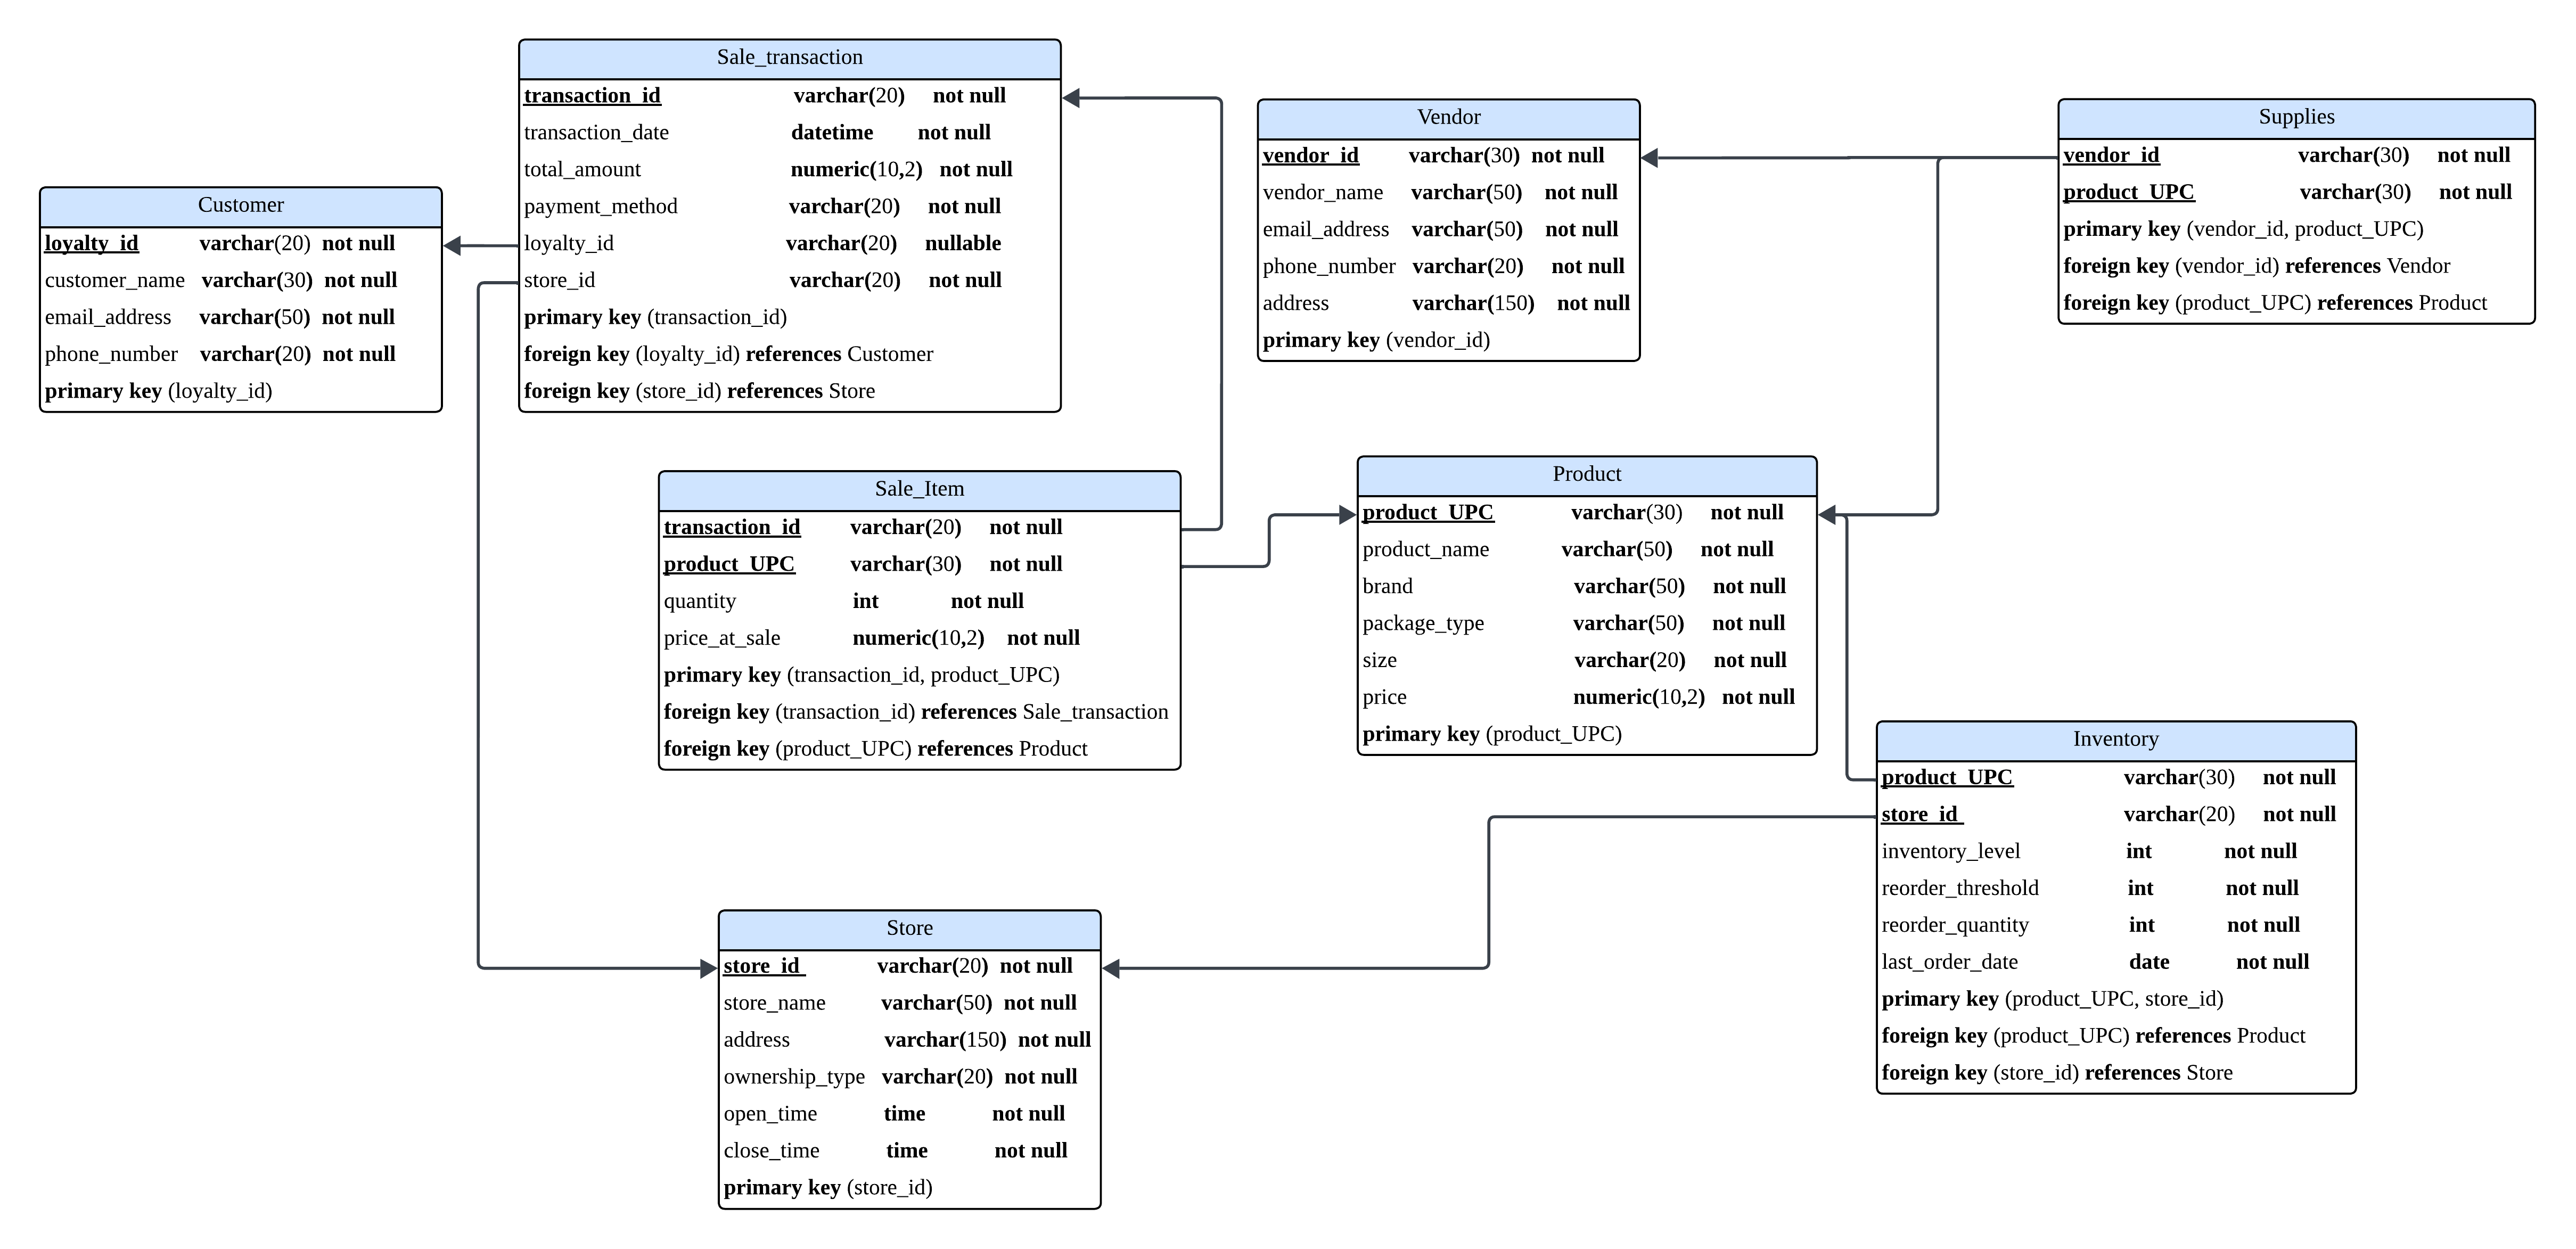 Sale_transaction
transaction_id varchar(20) not null
transaction_date datetime not null
total_amount numeric(10,2) not null
payment_method varchar(20) not null
loyalty_id varchar(20) nullable
store_id varchar(20) not null
primary key (transaction_id)
foreign key (loyalty_id) references Customer
foreign key (store_id) references Store
Vendor
vendor_id varchar(30) not null
vendor_name varchar(50) not null
email_address varchar(50) not null
phone_number varchar(20) not null
address varchar(150) not null
primary key (vendor_id)
Supplies
vendor_id varchar(30) not null
product_UPC varchar(30) not null
primary key (vendor_id, product_UPC)
foreign key (vendor_id) references Vendor
foreign key (product_UPC) references Product
Customer
loyalty_id varchar(20) not null
customer_name varchar(30) not null
email_address varchar(50) not null
phone_number varchar(20) not null
primary key (loyalty_id)
Sale_Item
transaction_id varchar(20) not null
product_UPC varchar(30) not null
quantity int not null
price_at_sale numeric(10,2) not null
primary key (transaction_id, product_UPC)
foreign key (transaction_id) references Sale_transaction
foreign key (product_UPC) references Product
Product
product_UPC varchar(30) not null
product_name varchar(50) not null
brand varchar(50) not null
package_type varchar(50) not null
size varchar(20) not null
price numeric(10,2) not null
primary key (product_UPC)
Inventory
product_UPC varchar(30) not null
store_id varchar(20) not null
inventory_level int not null
reorder_threshold int not null
reorder_quantity int not null
last_order_date date not null
primary key (product_UPC, store_id)
foreign key (product_UPC) references Product
foreign key (store_id) references Store
Store
store_id varchar(20) not null
store_name varchar(50) not null
address varchar(150) not null
ownership_type varchar(20) not null
open_time time not null
close_time time not null
primary key (store_id)